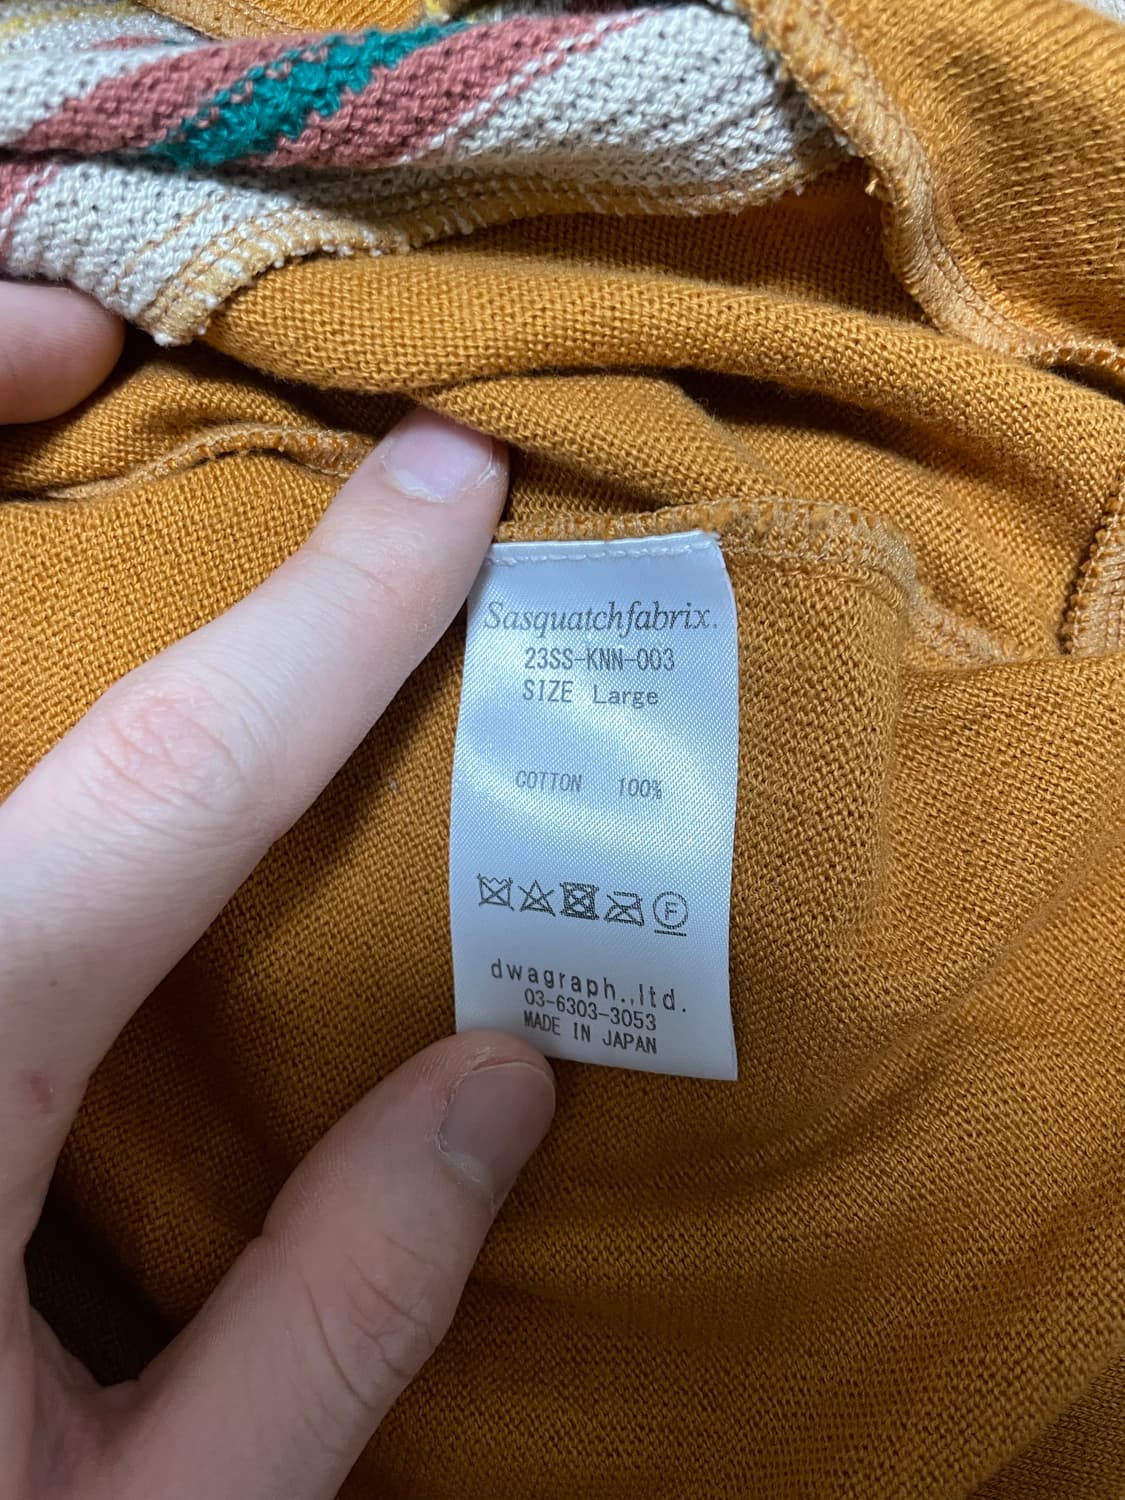 Sasquatchfabrix.
23SS-KNN-003
SIZE Large
COTTON 100%
F
dwagraph.,ltd.
03-6303-3053
MADE IN JAPAN